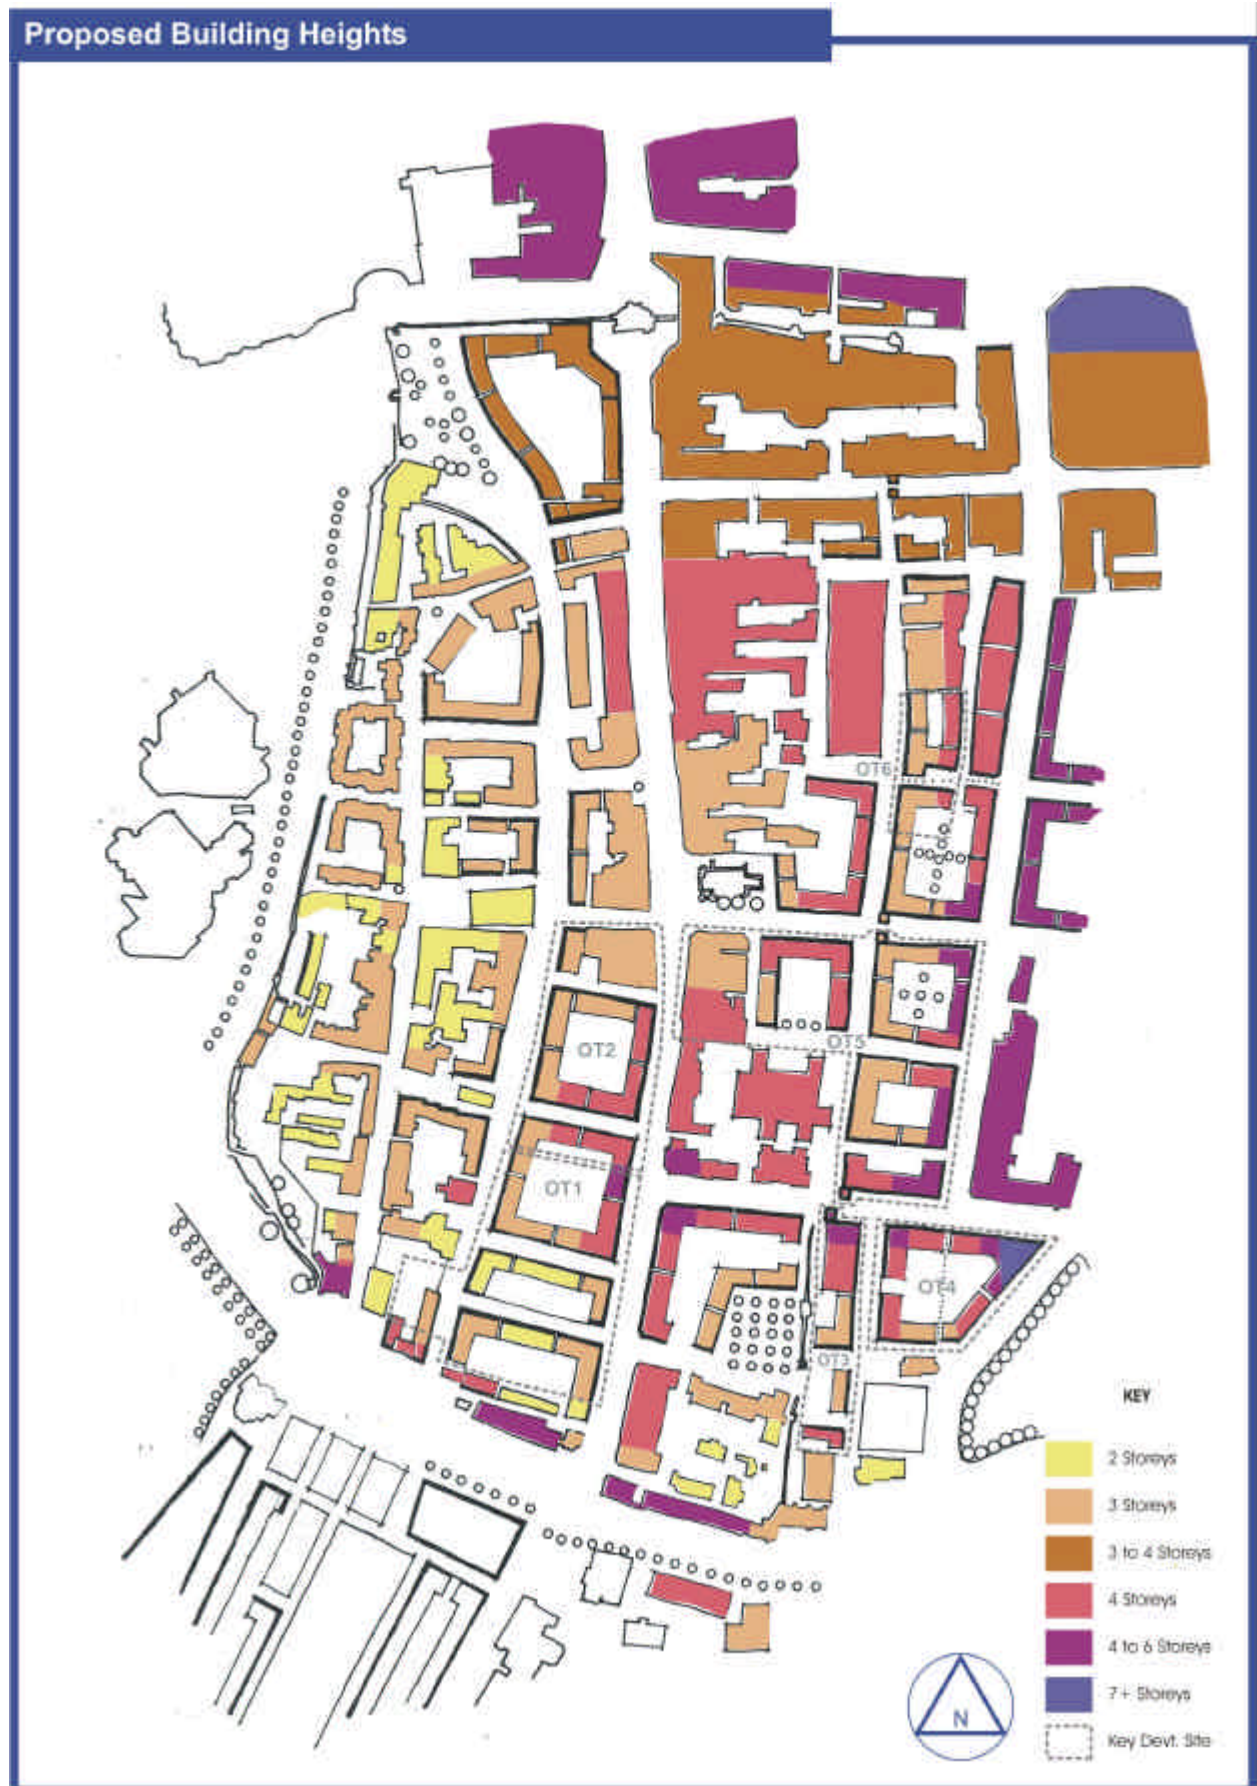 Proposed Building Heights
OT6
OT2
OT5
OT1
OT4
OT3
KEY
2 Storeys
3 Storeys
3 to 4 Storeys
4 Storeys
4 to 6 Storeys
7+ Storeys
Key Devt. Site
N